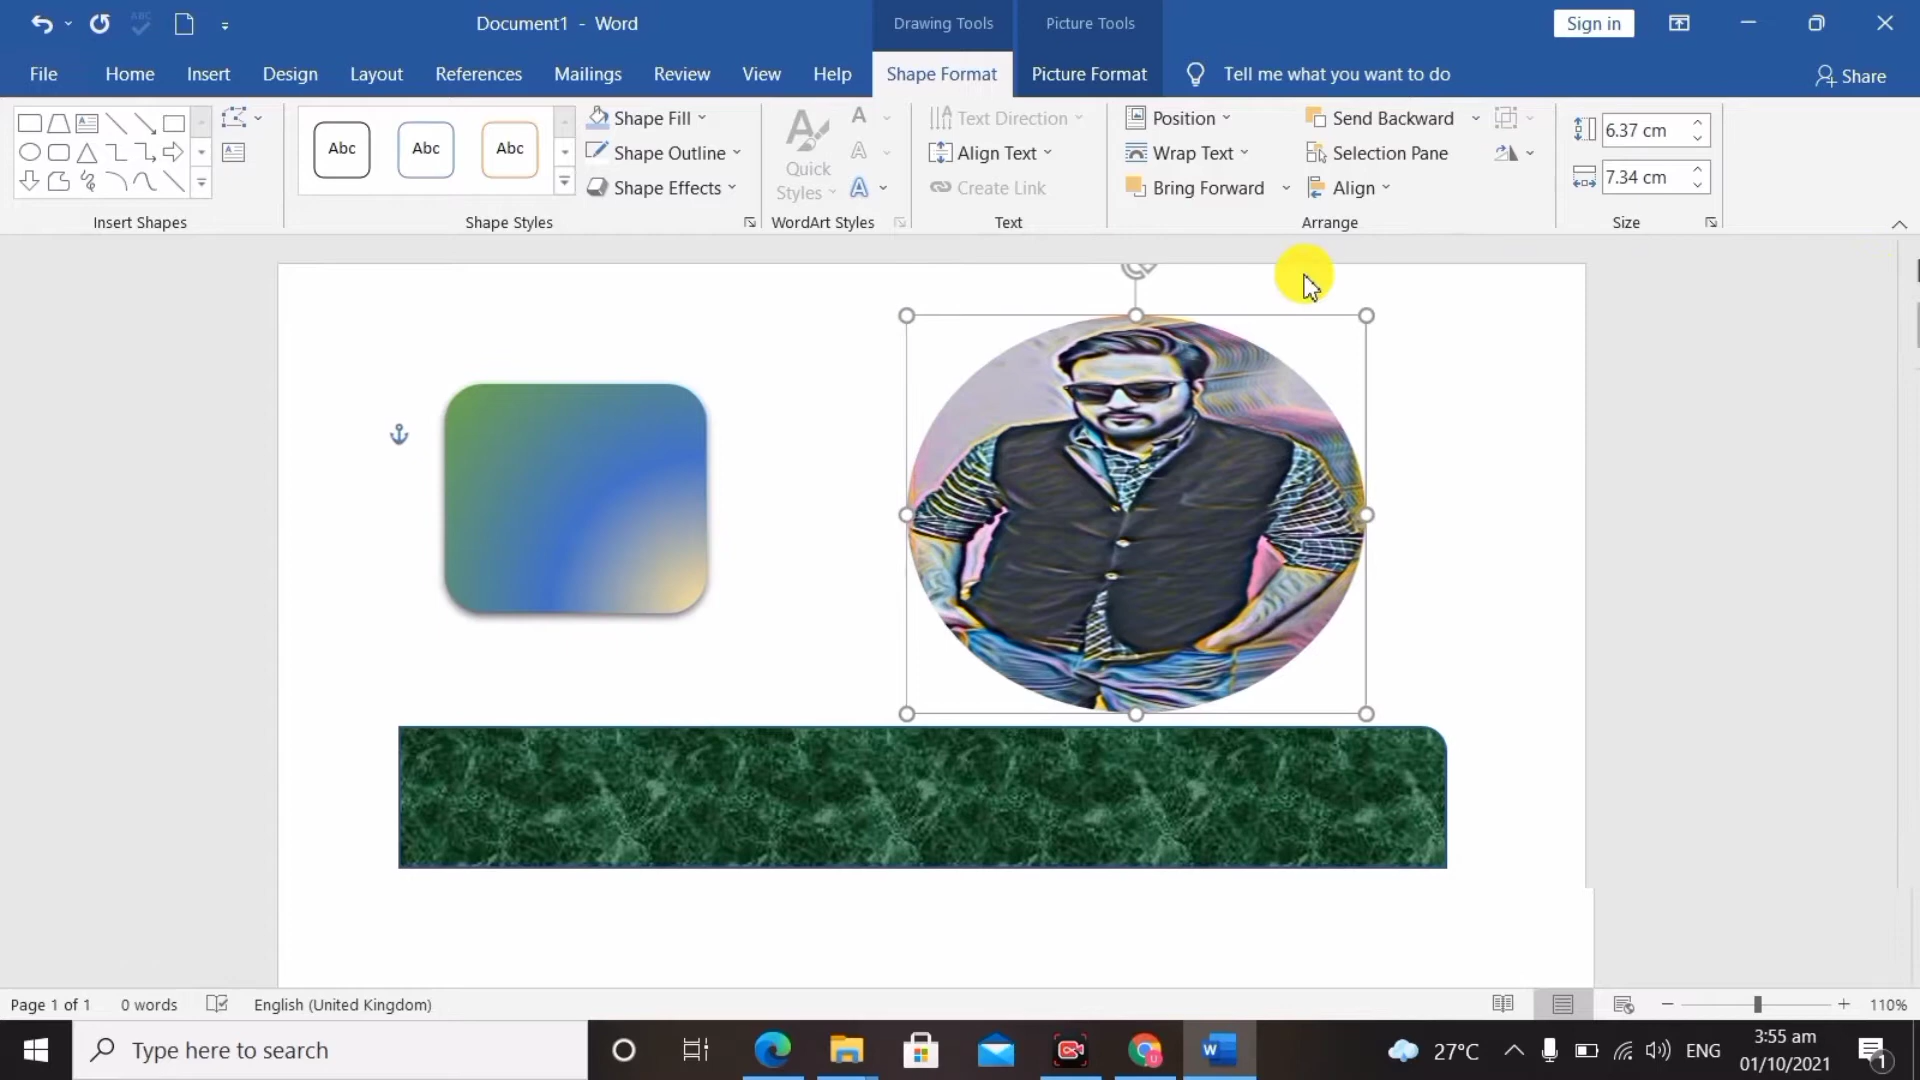 Document1 - Word
Drawing Tools
Picture Tools
Sign in
File
Home
Insert
Design
Layout
References
Mailings
Review
View
Help
Shape Format
Picture Format
Tell me what you want to do
Share
Abc
Abc
Abc
Shape Fill
Shape Outline
Shape Effects
Quick
Styles
Text Direction
Align Text
Create Link
Position
Wrap Text
Bring Forward
Send Backward
Selection Pane
Align
6.37 cm
7.34 cm
Insert Shapes
Shape Styles
WordArt Styles
Text
Arrange
Size
Page 1 of 1
0 words
English (United Kingdom)
110%
Type here to search
27°C
ENG
3:55 am
01/10/2021
1